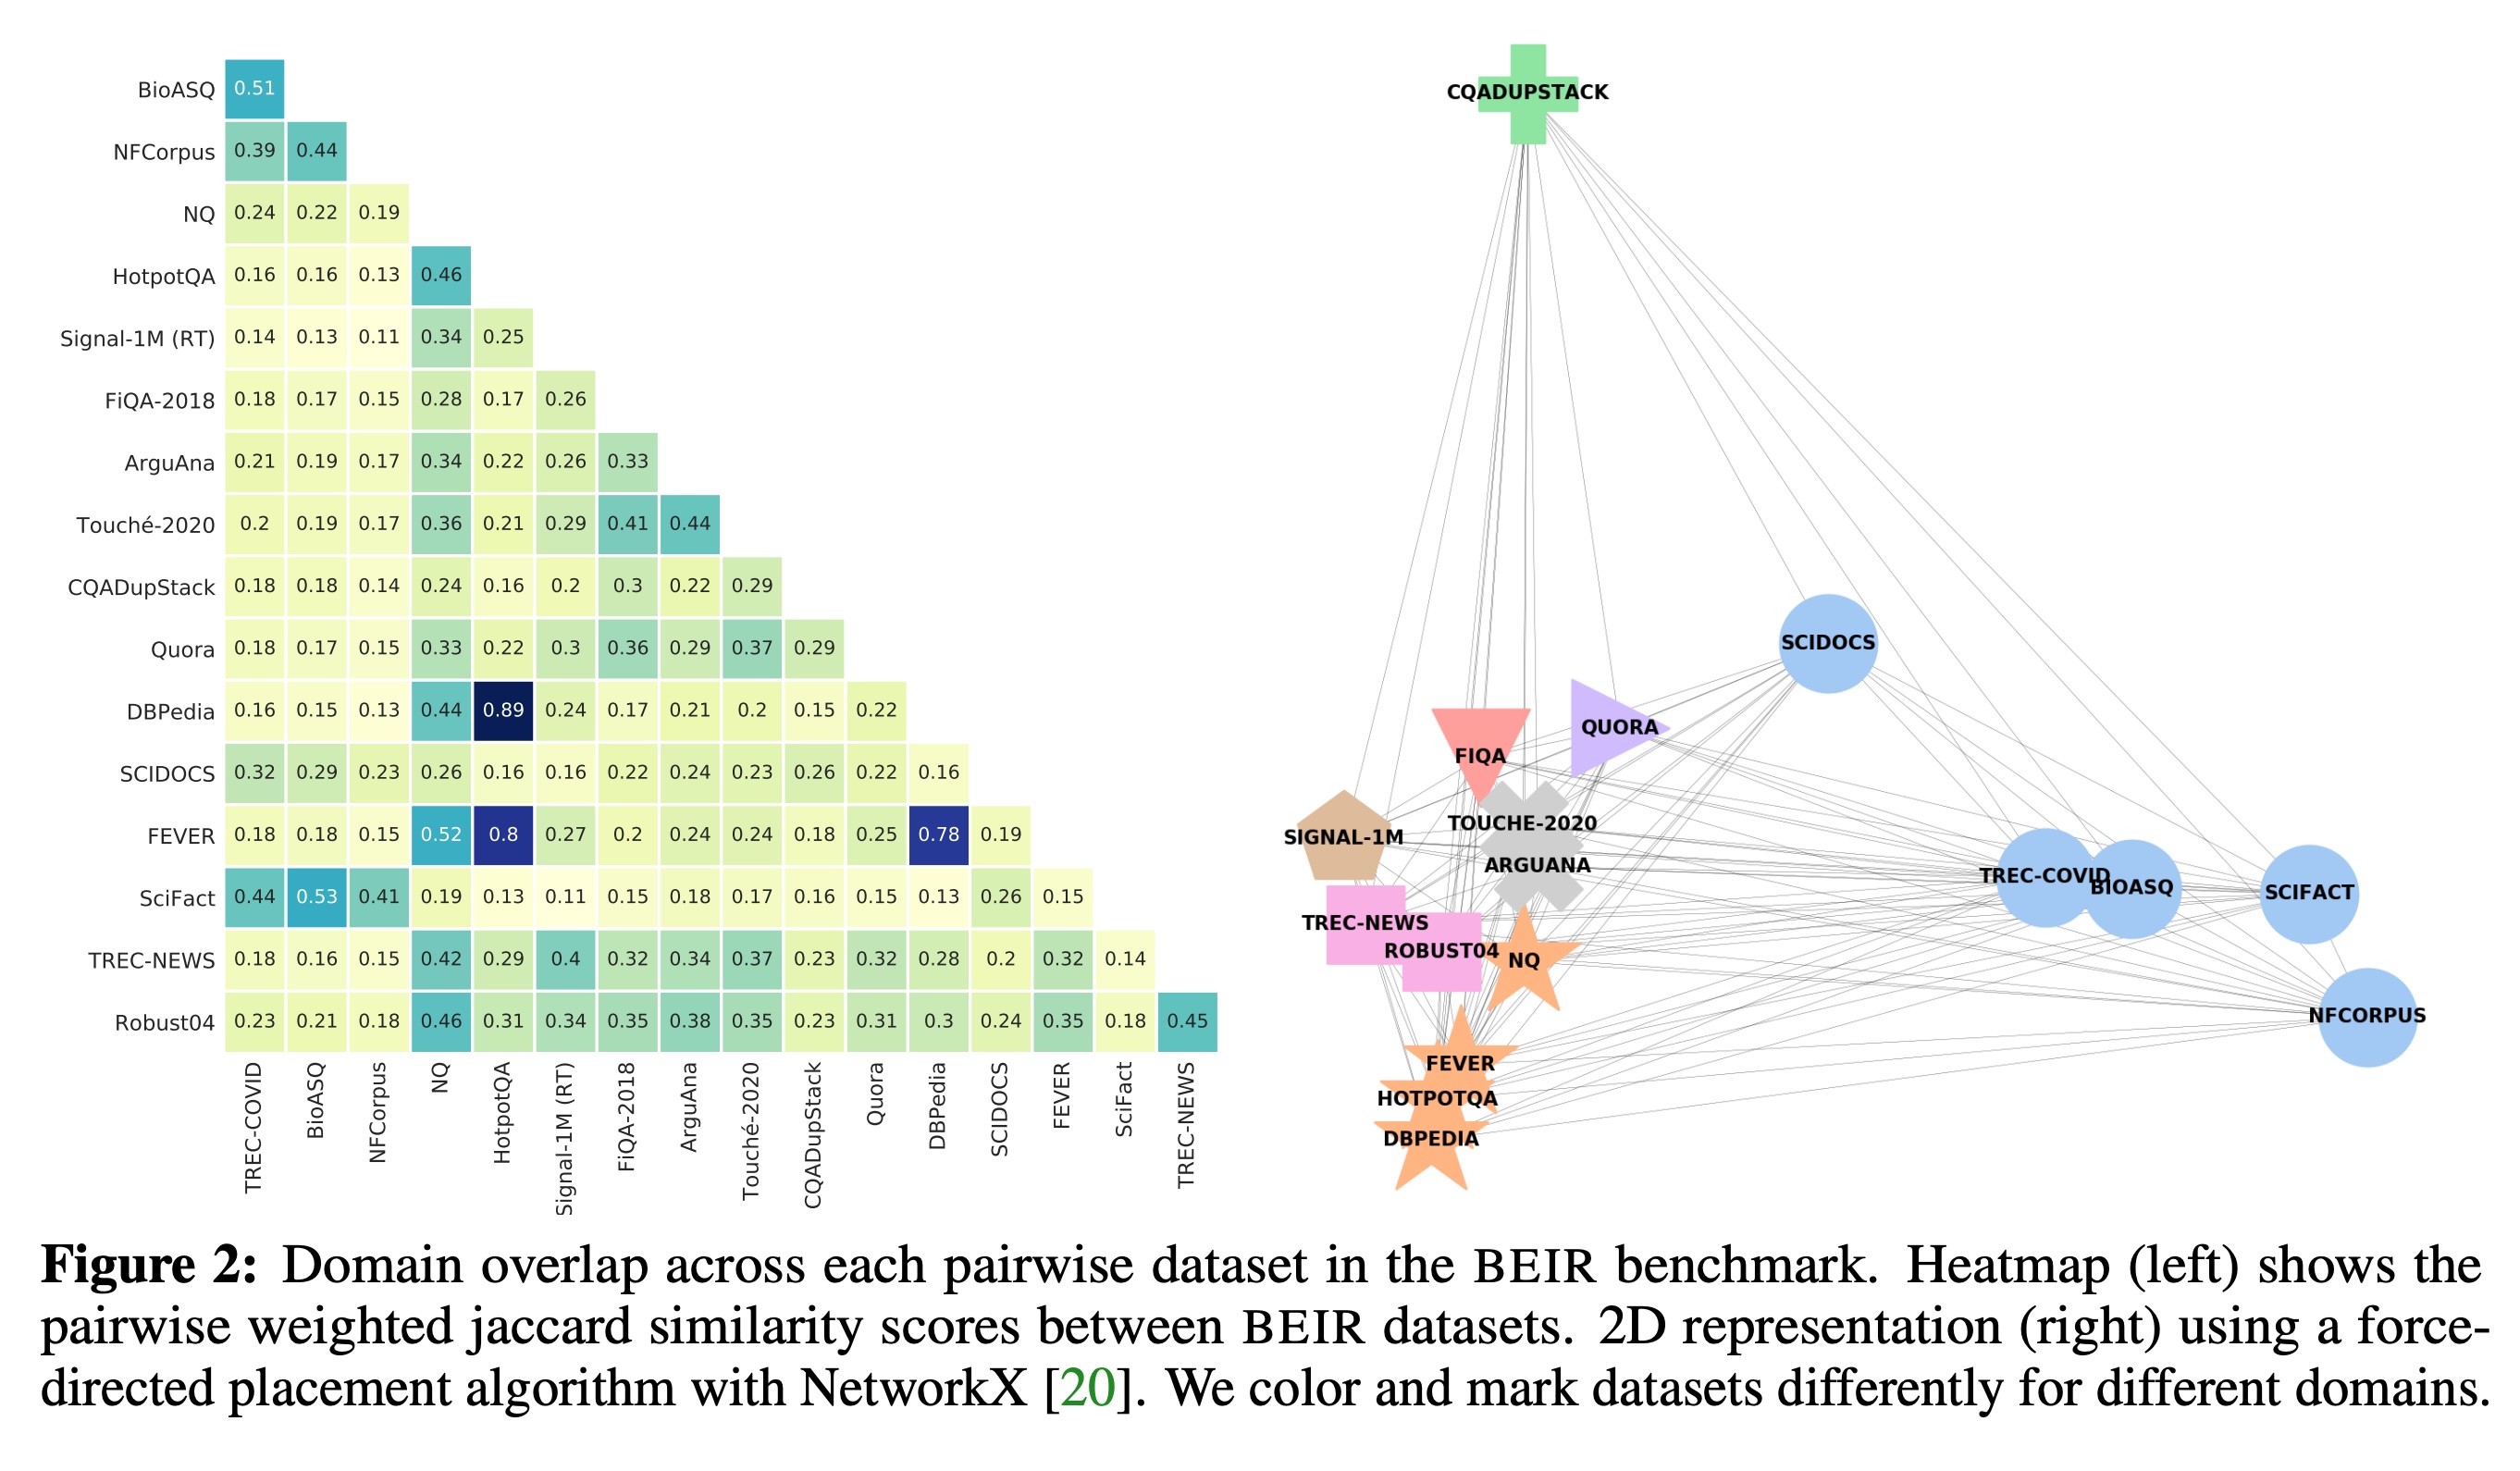 BioASQ 0.51
NFCorpus 0.39 0.44
NQ 0.24 0.22 0.19
HotpotQA 0.16 0.16 0.13 0.46
Signal-1M (RT) 0.14 0.13 0.11 0.34 0.25
FiQA-2018 0.18 0.17 0.15 0.28 0.17 0.26
ArguAna 0.21 0.19 0.17 0.34 0.22 0.26 0.33
Touché-2020 0.2 0.19 0.17 0.36 0.21 0.29 0.41 0.44
CQADupStack 0.18 0.18 0.14 0.24 0.16 0.2 0.3 0.22 0.29
Quora 0.18 0.17 0.15 0.33 0.22 0.3 0.36 0.29 0.37 0.29
DBPedia 0.16 0.15 0.13 0.44 0.89 0.24 0.17 0.21 0.2 0.15 0.22
SCIDOCS 0.32 0.29 0.23 0.26 0.16 0.16 0.22 0.24 0.23 0.26 0.22 0.16
FEVER 0.18 0.18 0.15 0.52 0.8 0.27 0.2 0.24 0.24 0.18 0.25 0.78 0.19
SciFact 0.44 0.53 0.41 0.19 0.13 0.11 0.15 0.18 0.17 0.16 0.15 0.13 0.26 0.15
TREC-NEWS 0.18 0.16 0.15 0.42 0.29 0.4 0.32 0.34 0.37 0.23 0.32 0.28 0.2 0.32 0.14
Robust04 0.23 0.21 0.18 0.46 0.31 0.34 0.35 0.38 0.35 0.23 0.31 0.3 0.24 0.35 0.18 0.45
TREC-COVID
BioASQ
NFCorpus
NQ
HotpotQA
Signal-1M (RT)
FiQA-2018
ArguAna
Touché-2020
CQADupStack
Quora
DBPedia
SCIDOCS
FEVER
SciFact
TREC-NEWS
CQADUPSTACK
SCIDOCS
QUORA
FIQA
TOUCHE-2020
SIGNAL-1M
ARGUANA
TREC-COVID
BIOASQ
SCIFACT
TREC-NEWS
ROBUST04
NQ
NFCORPUS
FEVER
HOTPOTQA
DBPEDIA
Figure 2: Domain overlap across each pairwise dataset in the BEIR benchmark. Heatmap (left) shows the
pairwise weighted jaccard similarity scores between BEIR datasets. 2D representation (right) using a force-
directed placement algorithm with NetworkX [20]. We color and mark datasets differently for different domains.